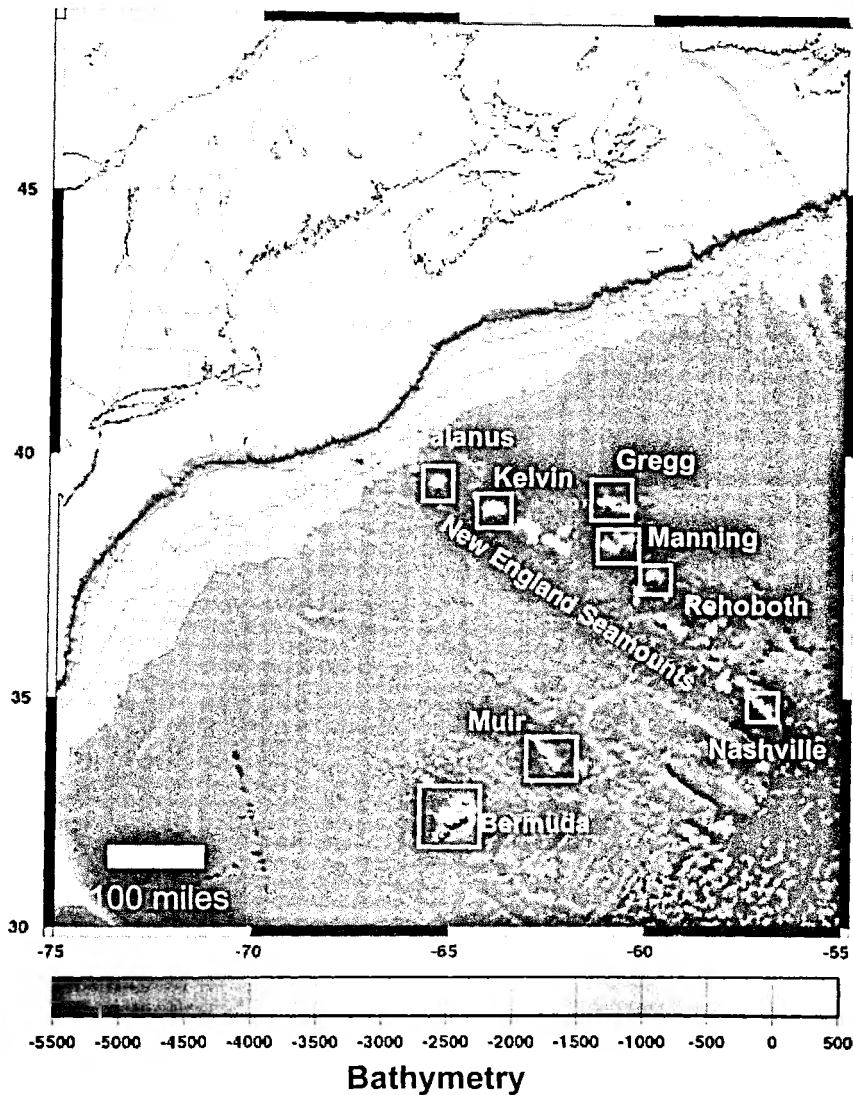 45
40
alanus
Kelvin
Gregg
New England Seamounts
Manning
Rehoboth
35
Muir
Nashville
Bermuda
100 miles
30
-75
-70
-65
-60
-55
-5500 -5000 -4500 -4000 -3500 -3000 -2500 -2000 -1500 -1000 -500 0 500
Bathymetry